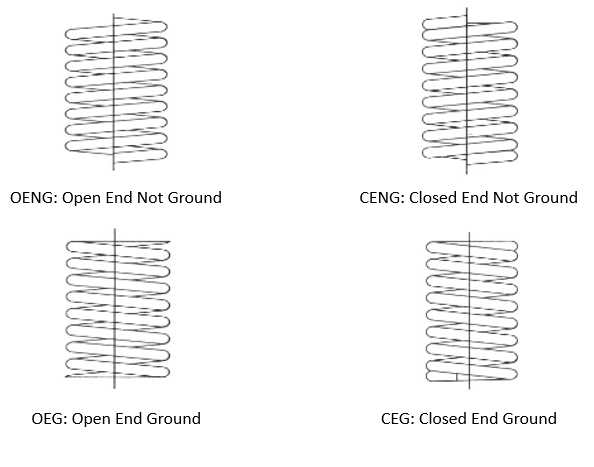 OENG: Open End Not Ground
CENG: Closed End Not Ground
OEG: Open End Ground
CEG: Closed End Ground